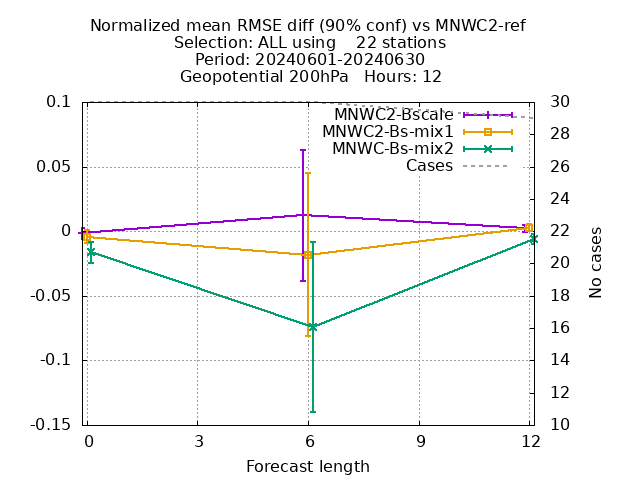 Normalized mean RMSE diff (90% conf) vs MNWC2-ref
Selection: ALL using    22 stations
Period: 20240601-20240630
Geopotential 200hPa   Hours: 12
MNWC2-Bscale
MNWC2-Bs-mix1
MNWC-Bs-mix2
Cases
0.1
0.05
0
-0.05
-0.1
-0.15
30
28
26
24
22
20
18
16
14
12
10
No cases
0
3
6
9
12
Forecast length